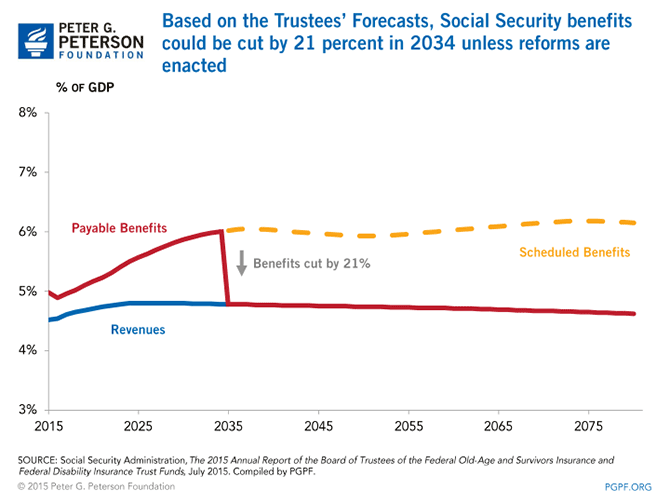 PETER G.
PETERSON
FOUNDATION
Based on the Trustees’ Forecasts, Social Security benefits
could be cut by 21 percent in 2034 unless reforms are
enacted
% OF GDP
8%
7%
6%
5%
4%
3%
Payable Benefits
Scheduled Benefits
Benefits cut by 21%
Revenues
2015 2025 2035 2045 2055 2065 2075
SOURCE: Social Security Administration, The 2015 Annual Report of the Board of Trustees of the Federal Old-Age and Survivors Insurance and
Federal Disability Insurance Trust Funds, July 2015. Compiled by PGPF.
© 2015 Peter G. Peterson Foundation
PGPF.ORG